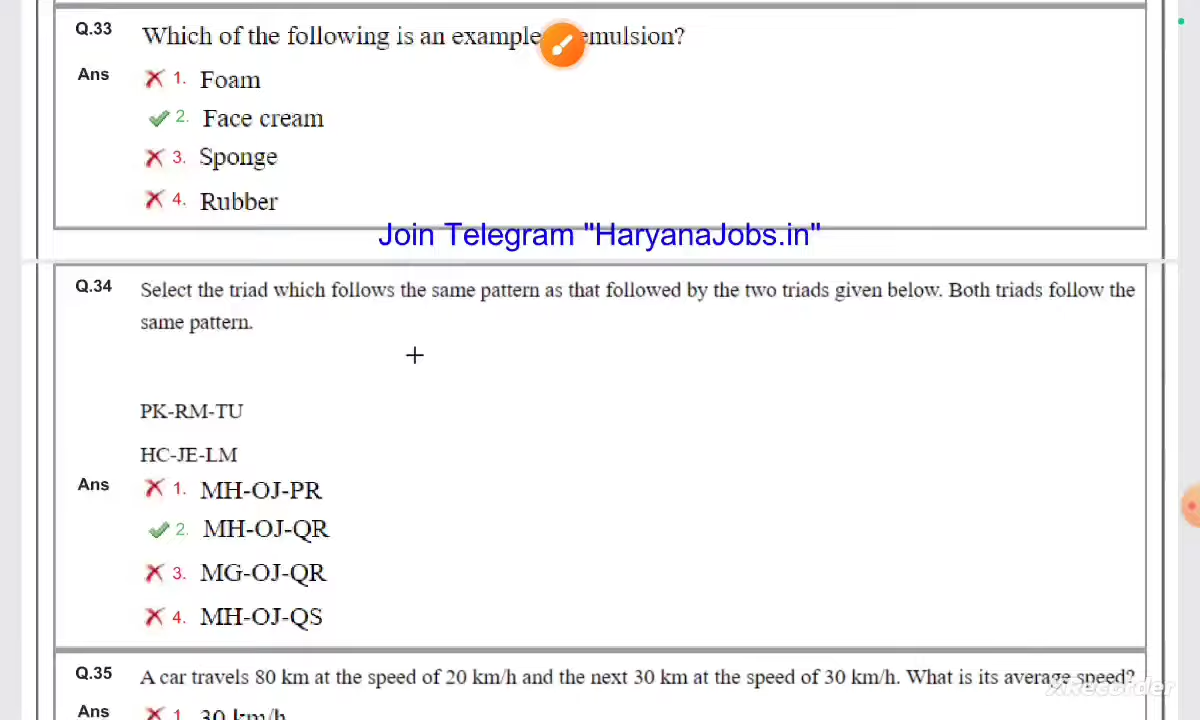 Q.33 Which of the following is an example emulsion?
Ans 1. Foam
2. Face cream
3. Sponge
4. Rubber
Join Telegram "HaryanaJobs.in"
Q.34 Select the triad which follows the same pattern as that followed by the two triads given below. Both triads follow the
same pattern.
PK-RM-TU
HC-JE-LM
Ans 1. MH-OJ-PR
2. MH-OJ-QR
3. MG-OJ-QR
4. MH-OJ-QS
Q.35 A car travels 80 km at the speed of 20 km/h and the next 30 km at the speed of 30 km/h. What is its average speed?
XRecorder
Ans 1. 30 km/h